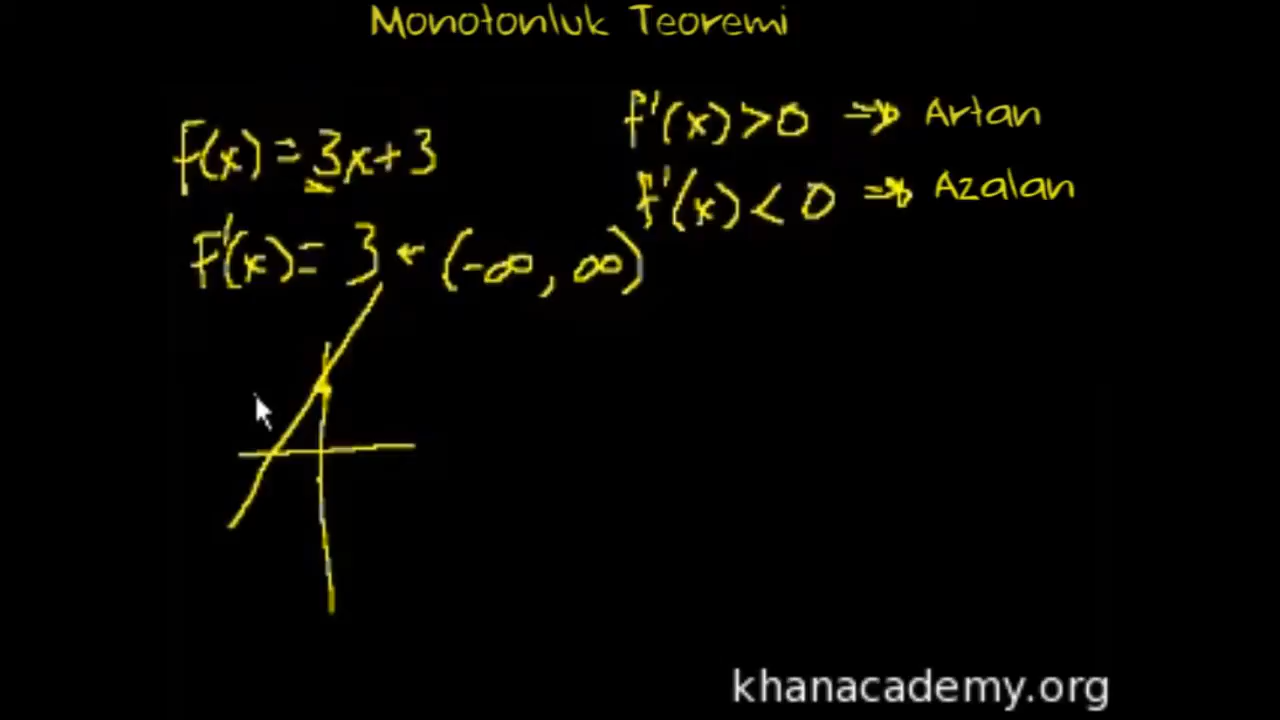 Monotonluk Teoremi
f(x) = 3x + 3
f'(x) > 0 ⇒ Artan
f'(x) < 0 ⇒ Azalan
f'(x) = 3 ← (-∞, ∞)
khanacademy.org